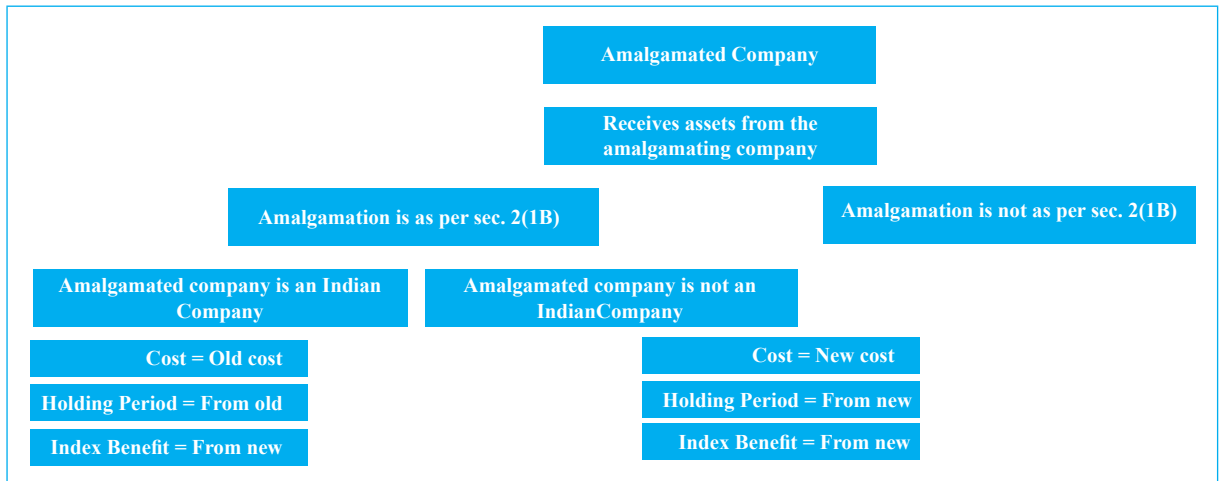 Amalgamated Company
Receives assets from the
amalgamating company
Amalgamation is as per sec. 2(1B)
Amalgamation is not as per sec. 2(1B)
Amalgamated company is an Indian
Company
Amalgamated company is not an
IndianCompany
Cost = Old cost
Holding Period = From old
Index Benefit = From new
Cost = New cost
Holding Period = From new
Index Benefit = From new